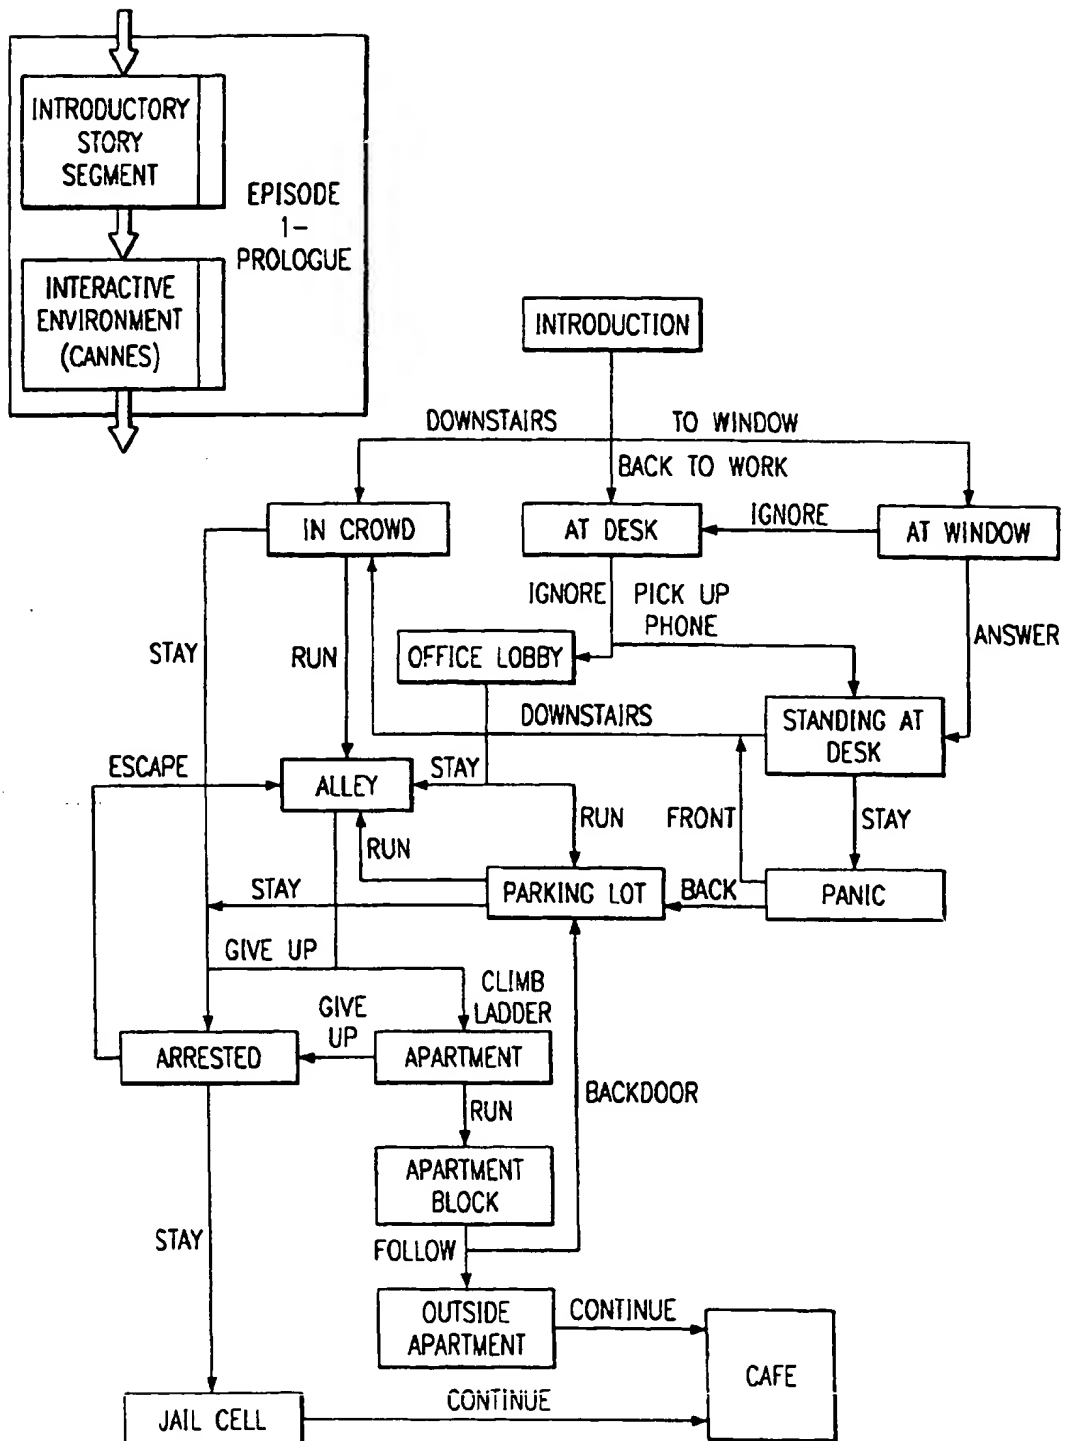 INTRODUCTORY
STORY
SEGMENT
EPISODE
1-
PROLOGUE
INTERACTIVE
ENVIRONMENT
(CANNES)
INTRODUCTION
DOWNSTAIRS
TO WINDOW
BACK TO WORK
IN CROWD
AT DESK
IGNORE
AT WINDOW
IGNORE
PICK UP
PHONE
ANSWER
STAY
RUN
OFFICE LOBBY
DOWNSTAIRS
STANDING AT
DESK
ESCAPE
ALLEY
STAY
RUN
FRONT
STAY
RUN
STAY
PARKING LOT
BACK
PANIC
GIVE UP
CLIMB
LADDER
GIVE
UP
ARRESTED
APARTMENT
BACKDOOR
RUN
APARTMENT
BLOCK
STAY
FOLLOW
OUTSIDE
APARTMENT
CONTINUE
CAFE
JAIL CELL
CONTINUE